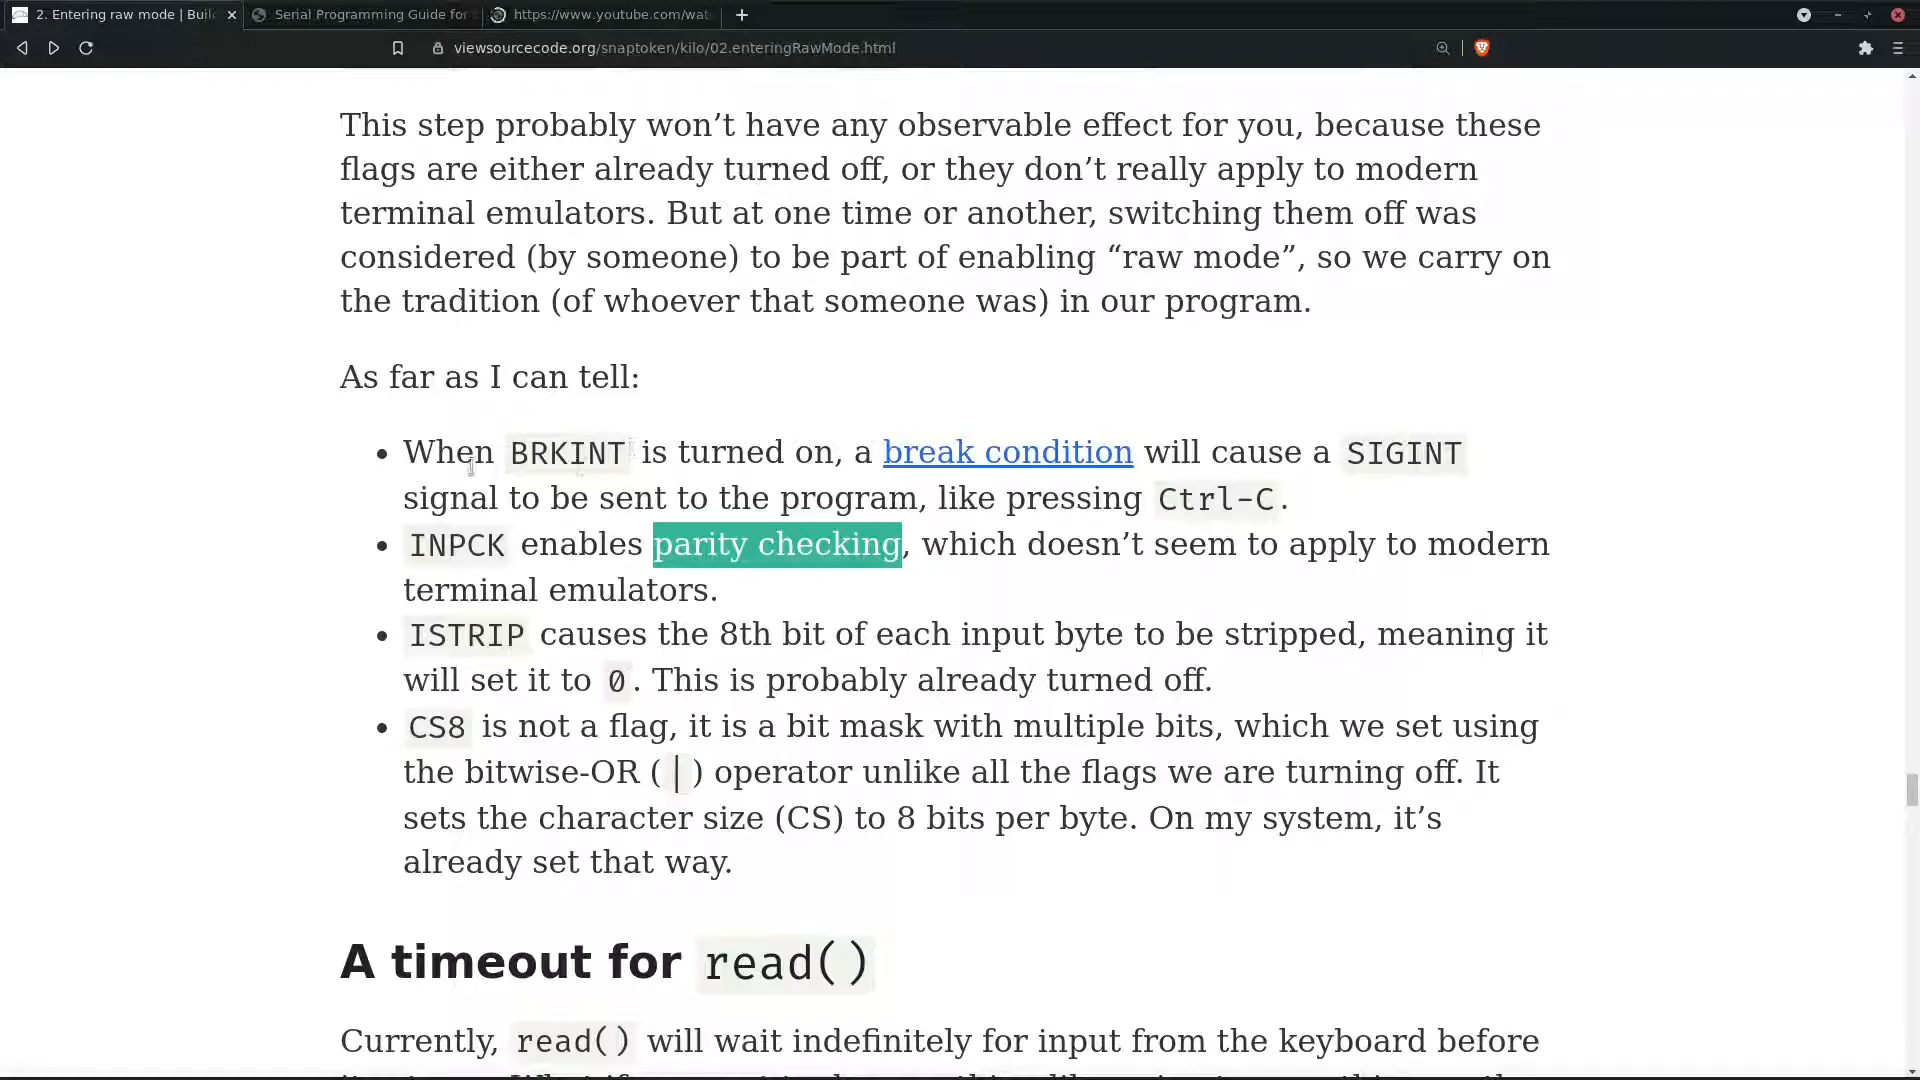 2. Entering raw mode | Buil
Serial Programming Guide for
https://www.youtube.com/wat
viewsourcecode.org/snaptoken/kilo/02.enteringRawMode.html
This step probably won’t have any observable effect for you, because these
flags are either already turned off, or they don’t really apply to modern
terminal emulators. But at one time or another, switching them off was
considered (by someone) to be part of enabling “raw mode”, so we carry on
the tradition (of whoever that someone was) in our program.
As far as I can tell:
• When BRKINT is turned on, a break condition will cause a SIGINT
signal to be sent to the program, like pressing Ctrl-C.
• INPCK enables parity checking, which doesn’t seem to apply to modern
terminal emulators.
• ISTRIP causes the 8th bit of each input byte to be stripped, meaning it
will set it to 0. This is probably already turned off.
• CS8 is not a flag, it is a bit mask with multiple bits, which we set using
the bitwise-OR (|) operator unlike all the flags we are turning off. It
sets the character size (CS) to 8 bits per byte. On my system, it’s
already set that way.
A timeout for read()
Currently, read() will wait indefinitely for input from the keyboard before